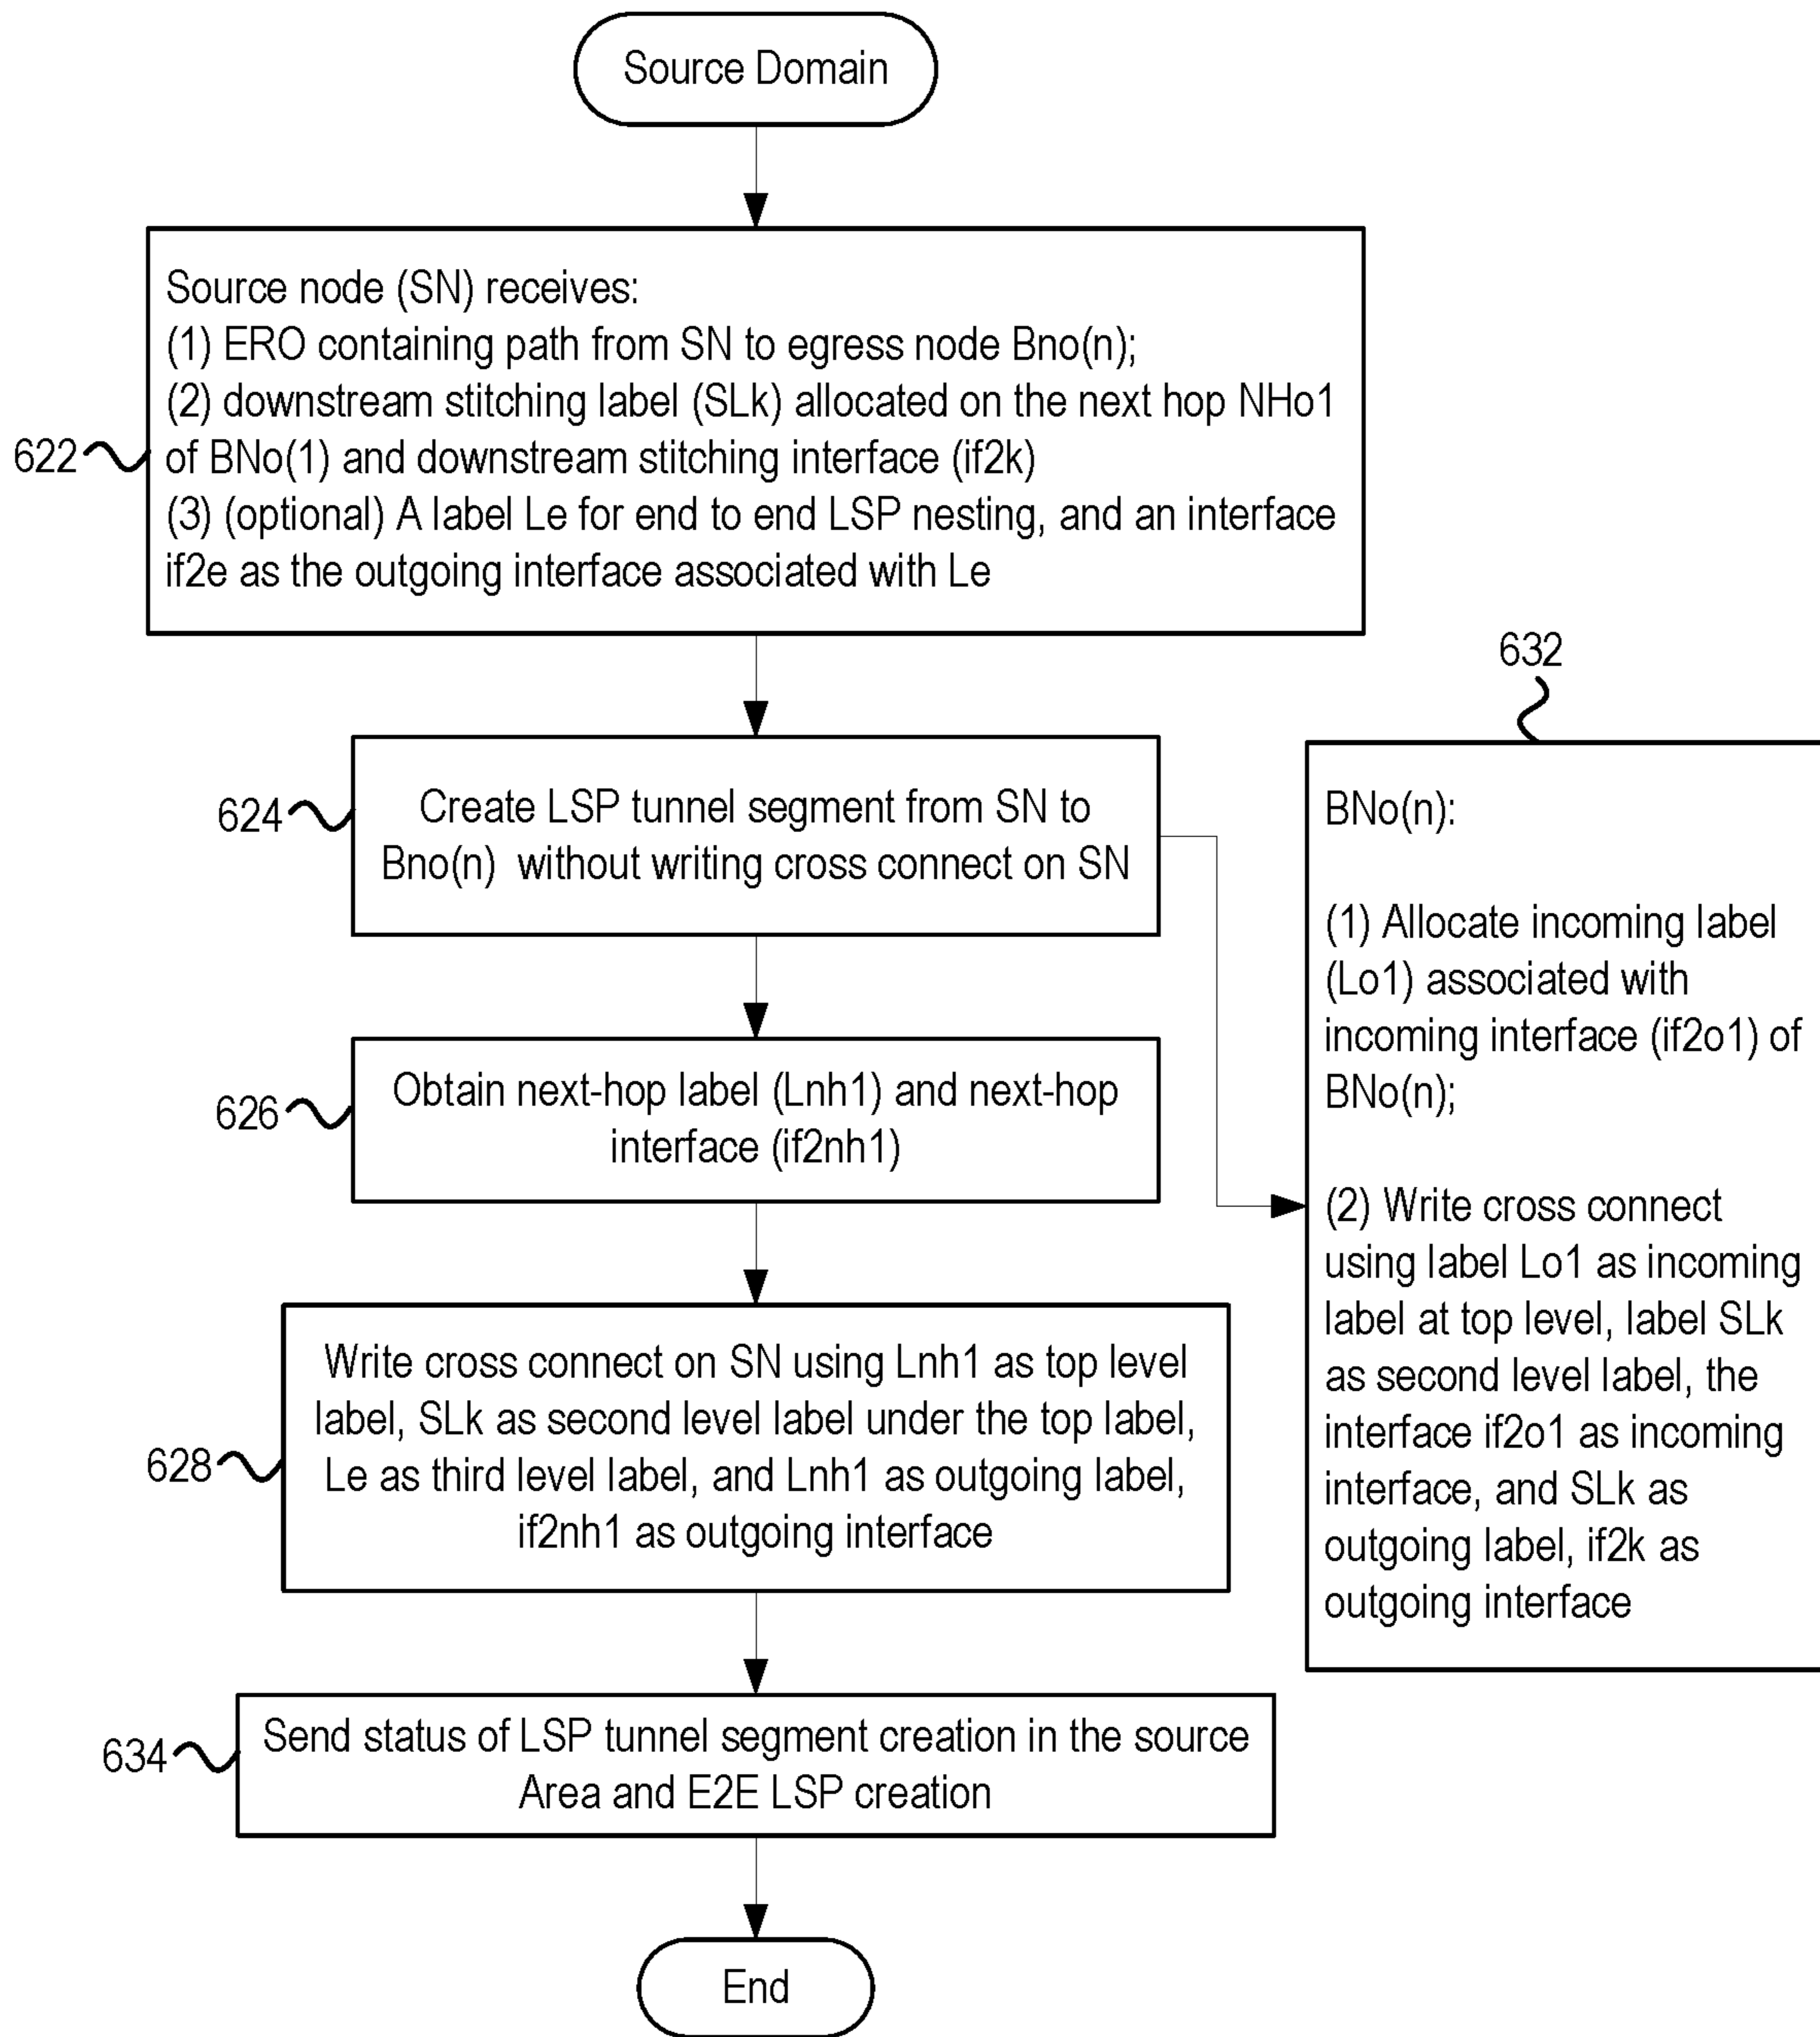 Source Domain
Source node (SN) receives:
(1) ERO containing path from SN to egress node Bno(n);
(2) downstream stitching label (SLk) allocated on the next hop NHo1
of BNo(1) and downstream stitching interface (if2k)
(3) (optional) A label Le for end to end LSP nesting, and an interface
if2e as the outgoing interface associated with Le
622
624
Create LSP tunnel segment from SN to
Bno(n)  without writing cross connect on SN
626
Obtain next-hop label (Lnh1) and next-hop
interface (if2nh1)
628
Write cross connect on SN using Lnh1 as top level
label, SLk as second level label under the top label,
Le as third level label, and Lnh1 as outgoing label,
if2nh1 as outgoing interface
632
BNo(n):
(1) Allocate incoming label
(Lo1) associated with
incoming interface (if2o1) of
BNo(n);
(2) Write cross connect
using label Lo1 as incoming
label at top level, label SLk
as second level label, the
interface if2o1 as incoming
interface, and SLk as
outgoing label, if2k as
outgoing interface
634
Send status of LSP tunnel segment creation in the source
Area and E2E LSP creation
End